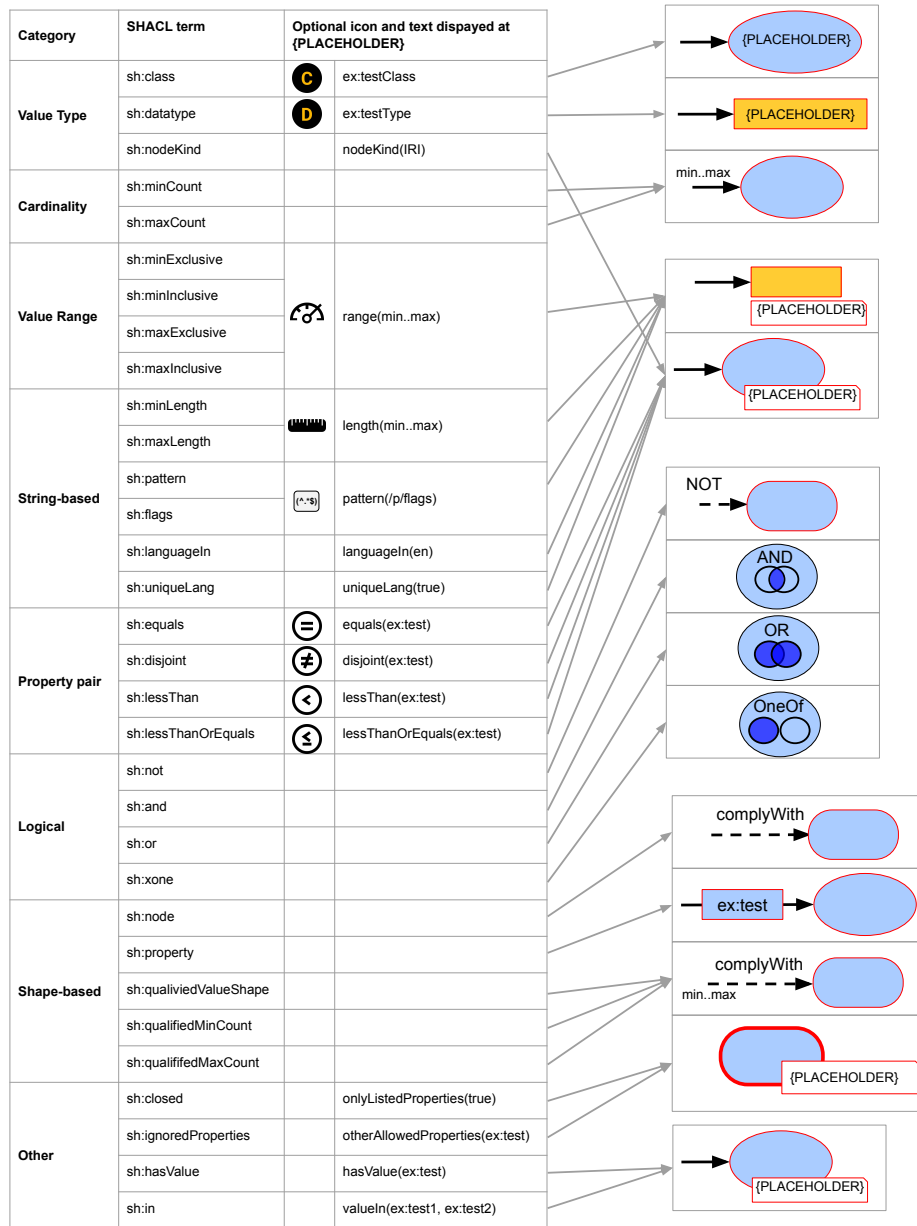 Category SHACL term Optional icon and text dispayed at
{PLACEHOLDER}
Value Type
sh:class C ex:testClass
sh:datatype D ex:testType
sh:nodeKind nodeKind(IRI)
Cardinality
sh:minCount
sh:maxCount
Value Range
sh:minExclusive
sh:minInclusive
sh:maxExclusive
sh:maxInclusive
range(min..max)
String-based
sh:minLength
sh:maxLength
length(min..max)
sh:pattern
sh:flags
(^.*$) pattern(/p/flags)
sh:languageIn languageIn(en)
sh:uniqueLang uniqueLang(true)
Property pair
sh:equals = equals(ex:test)
sh:disjoint ≠ disjoint(ex:test)
sh:lessThan < lessThan(ex:test)
sh:lessThanOrEquals ≤ lessThanOrEquals(ex:test)
Logical
sh:not
sh:and
sh:or
sh:xone
Shape-based
sh:node
sh:property
sh:qualiviedValueShape
sh:qualifiedMinCount
sh:qualififedMaxCount
Other
sh:closed onlyListedProperties(true)
sh:ignoredProperties otherAllowedProperties(ex:test)
sh:hasValue hasValue(ex:test)
sh:in valueIn(ex:test1, ex:test2)
{PLACEHOLDER}
{PLACEHOLDER}
min..max
{PLACEHOLDER}
{PLACEHOLDER}
NOT
AND
OR
OneOf
complyWith
ex:test
complyWith
min..max
{PLACEHOLDER}
{PLACEHOLDER}